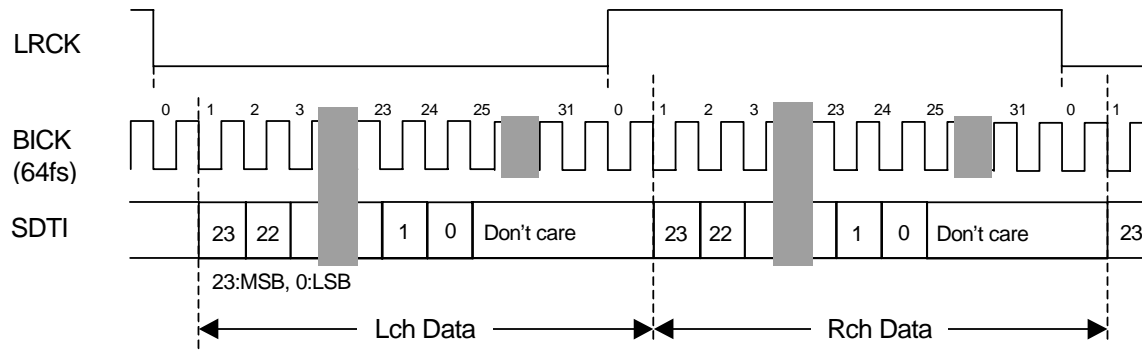 LRCK
0 1 2 3 23 24 25 31 0 1 2 3 23 24 25 31 0 1
BICK
(64fs)
SDTI 23 22 1 0 Don't care 23 22 1 0 Don't care 23
23:MSB, 0:LSB
Lch Data Rch Data